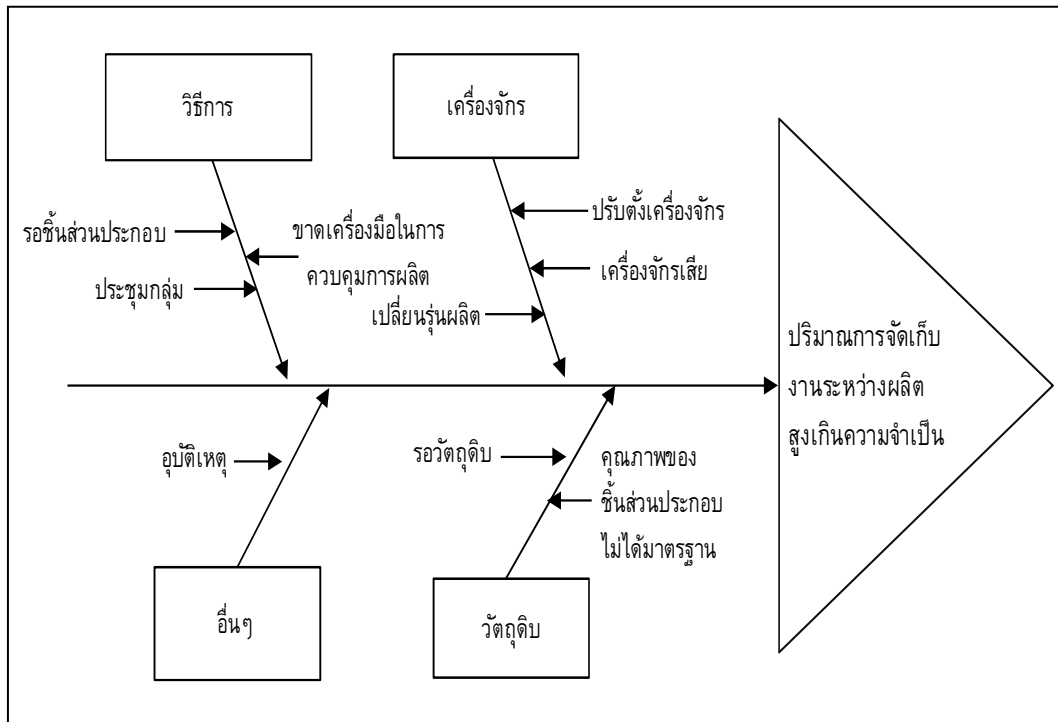 วิธีการ
เครื่องจักร
รอชิ้นส่วนประกอบ
ขาดเครื่องมือในการ
ควบคุมการผลิต
ประชุมกลุ่ม
ปรับตั้งเครื่องจักร
เครื่องจักรเสีย
เปลี่ยนรุ่นผลิต
ปริมาณการจัดเก็บ
งานระหว่างผลิต
สูงเกินความจำเป็น
อุบัติเหตุ
รอวัตถุดิบ
คุณภาพของ
ชิ้นส่วนประกอบ
ไม่ได้มาตรฐาน
อื่นๆ
วัตถุดิบ